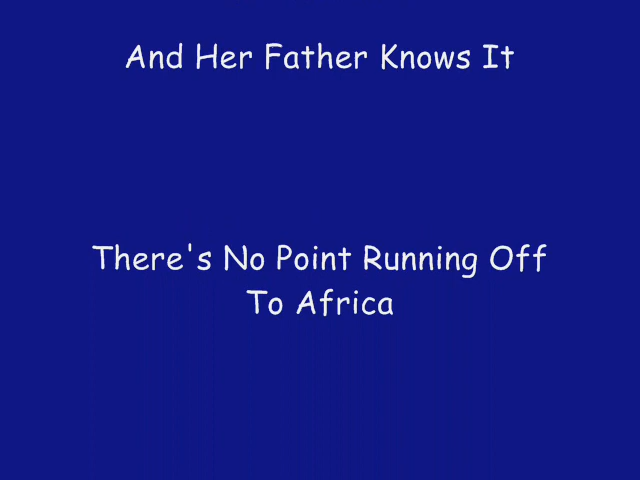 And Her Father Knows It
There's No Point Running Off
To Africa